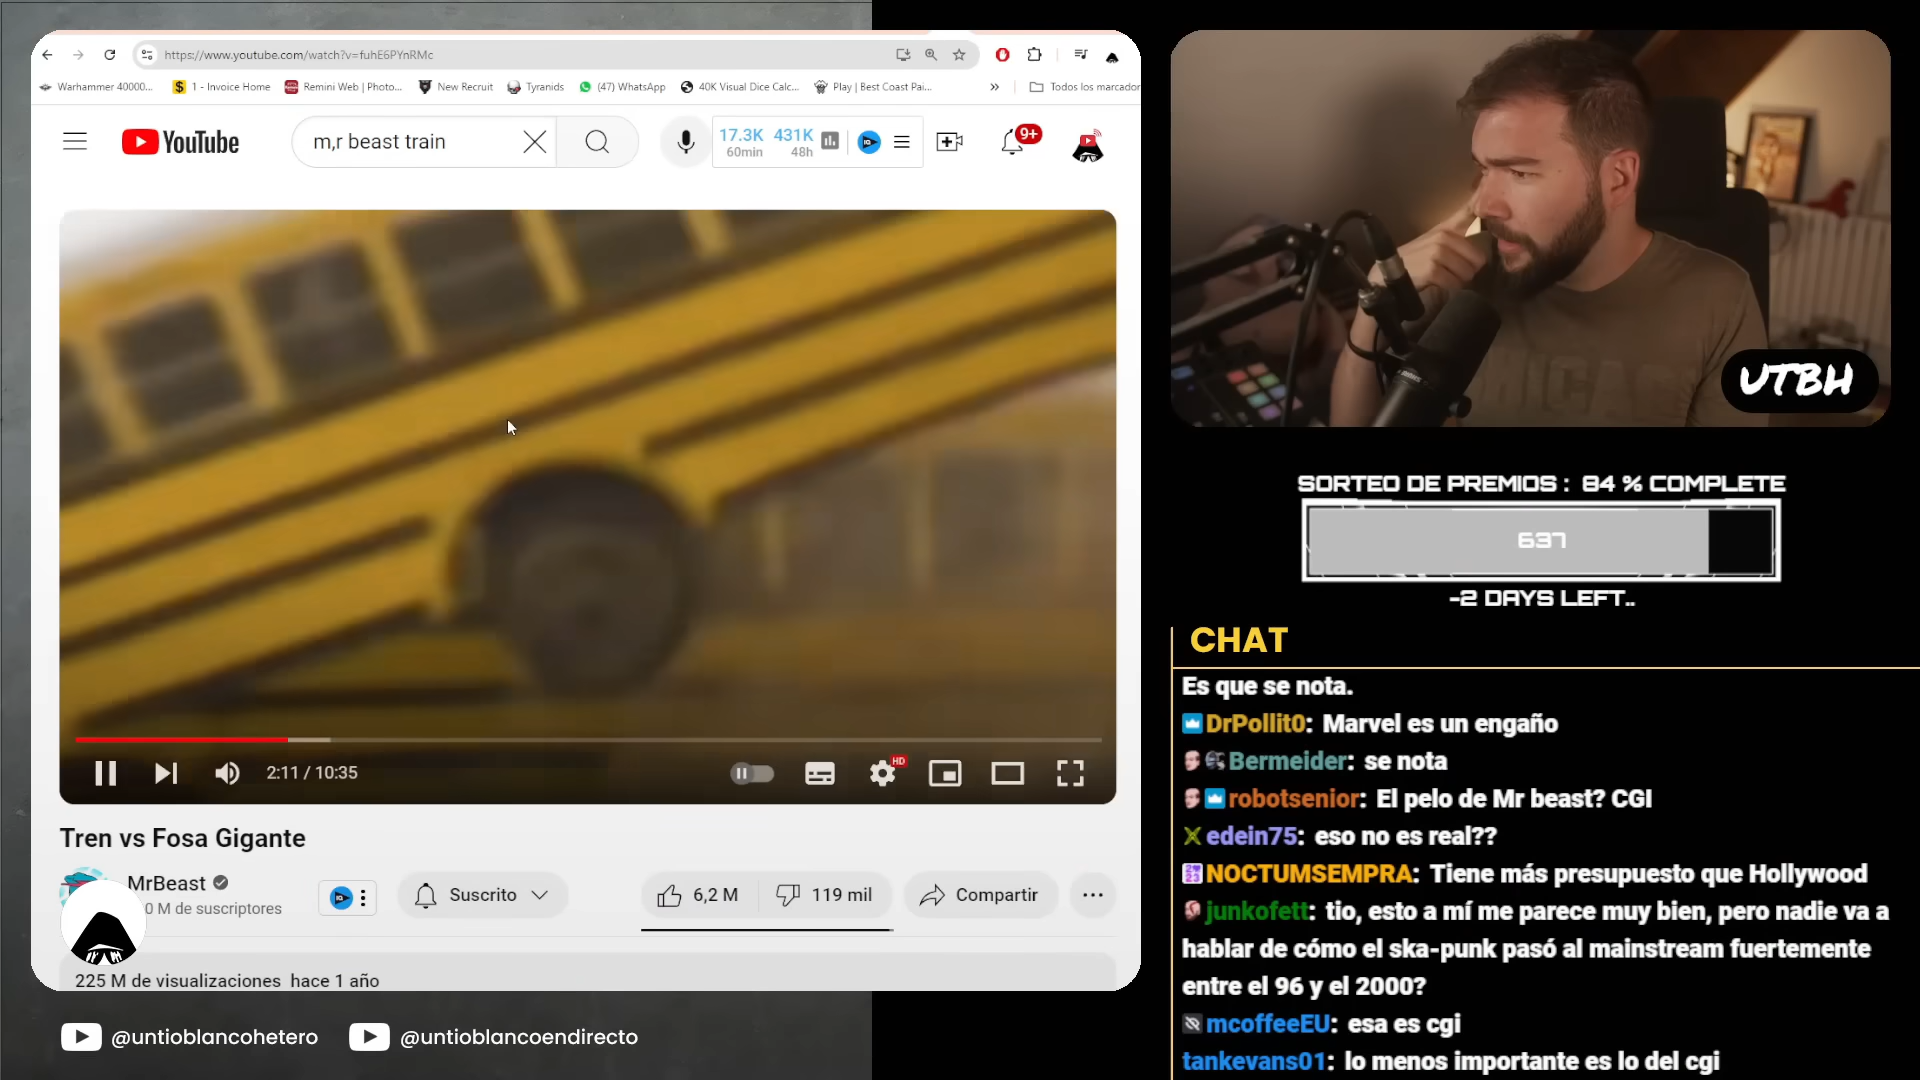 https://www.youtube.com/watch?v=fuhE6PYnRMc
Warhammer 40000...
1 - Invoice Home
Remini Web | Photo...
New Recruit
Tyranids
(47) WhatsApp
40K Visual Dice Calc...
Play | Best Coast Pai...
»
Todos los marcador
YouTube
m,r beast train
17.3K 431K
60min 48h
9+
2:11 / 10:35
HD
Tren vs Fosa Gigante
MrBeast
0 M de suscriptores
Suscrito
6,2 M
119 mil
Compartir
225 M de visualizaciones hace 1 año
@untioblancohetero
@untioblancoendirecto
UTBH
SORTEO DE PREMIOS : 84 % COMPLETE
637
-2 DAYS LEFT..
CHAT
Es que se nota.
DrPollit0: Marvel es un engaño
Bermeider: se nota
robotsenior: El pelo de Mr beast? CGI
edein75: eso no es real??
NOCTUMSEMPRA: Tiene más presupuesto que Hollywood
junkofett: tio, esto a mí me parece muy bien, pero nadie va a
hablar de cómo el ska-punk pasó al mainstream fuertemente
entre el 96 y el 2000?
mcoffeeEU: esa es cgi
tankevans01: lo menos importante es lo del cgi